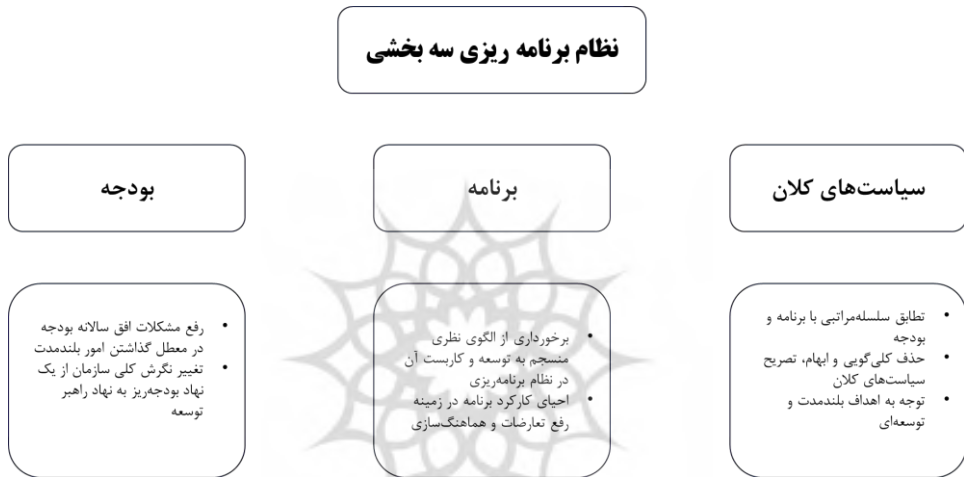 نظام برنامه ریزی سه بخشی
سیاست‌های کلان
برنامه
بودجه
• تطابق سلسله‌مراتبی با برنامه و
بودجه
• حذف کلی‌گویی و ابهام، تصریح
سیاست‌های کلان
• توجه به اهداف بلندمدت و
توسعه‌ای
• برخورداری از الگوی نظری
منسجم به توسعه و کاربست آن
در نظام برنامه‌ریزی
• احیای کارکرد برنامه در زمینه
رفع تعارضات و هماهنگ‌سازی
• رفع مشکلات افق سالانه بودجه
در معطل گذاشتن امور بلندمدت
• تغییر نگرش کلی سازمان از یک
نهاد بودجه‌ریز به نهاد راهبر
توسعه